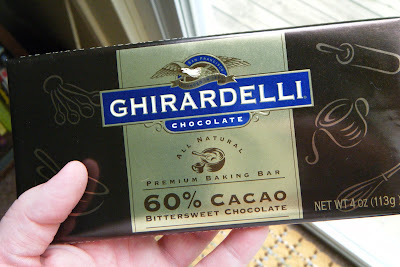 SAN FRANCISCO
GHIRARDELLI
CHOCOLATE
ALL NATURAL
PREMIUM BAKING BAR
60% CACAO
BITTERSWEET CHOCOLATE
NET WT 4 OZ (113g)